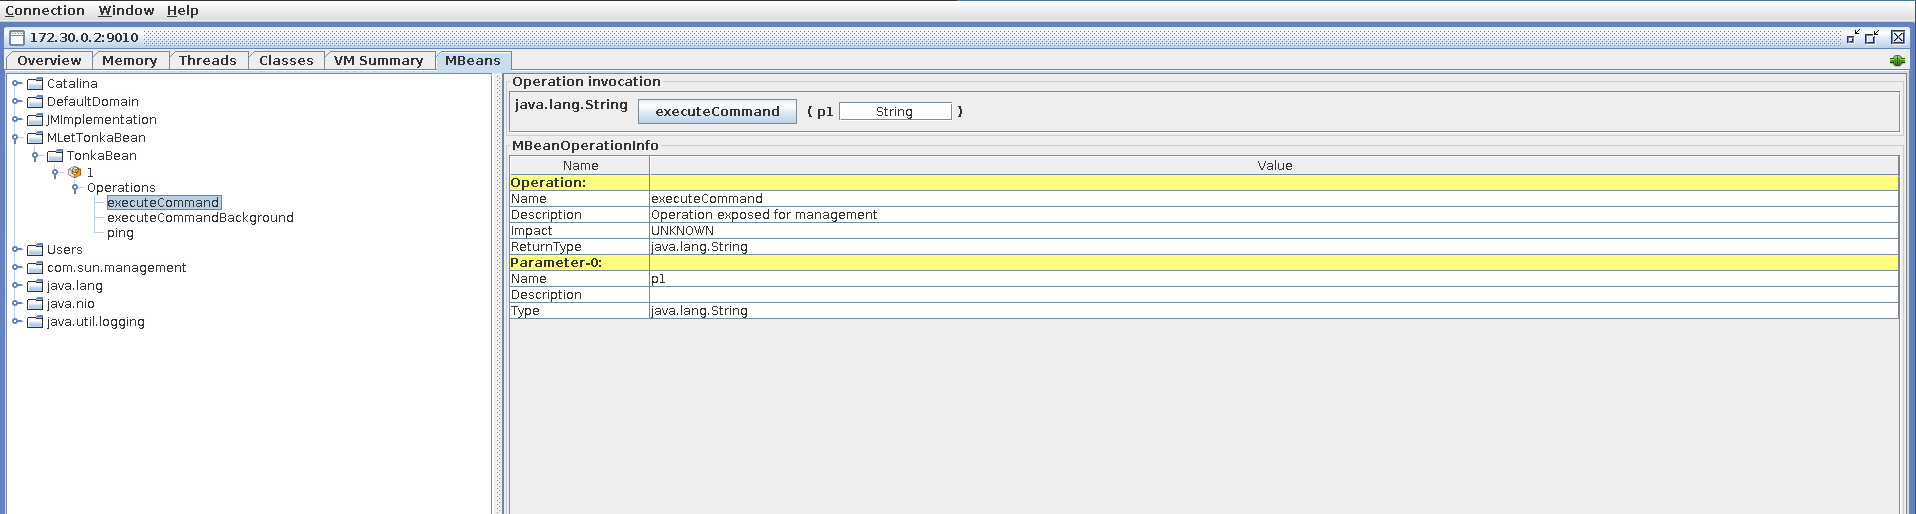 Connection Window Help
172.30.0.2:9010
Overview Memory Threads Classes VM Summary MBeans
Catalina
DefaultDomain
JMImplementation
MLetTonkaBean
TonkaBean
1
Operations
executeCommand
executeCommandBackground
ping
Users
com.sun.management
java.lang
java.nio
java.util.logging
Operation invocation
java.lang.String executeCommand ( p1 String )
MBeanOperationInfo
Name Value
Operation:
Name executeCommand
Description Operation exposed for management
Impact UNKNOWN
ReturnType java.lang.String
Parameter-0:
Name p1
Description
Type java.lang.String